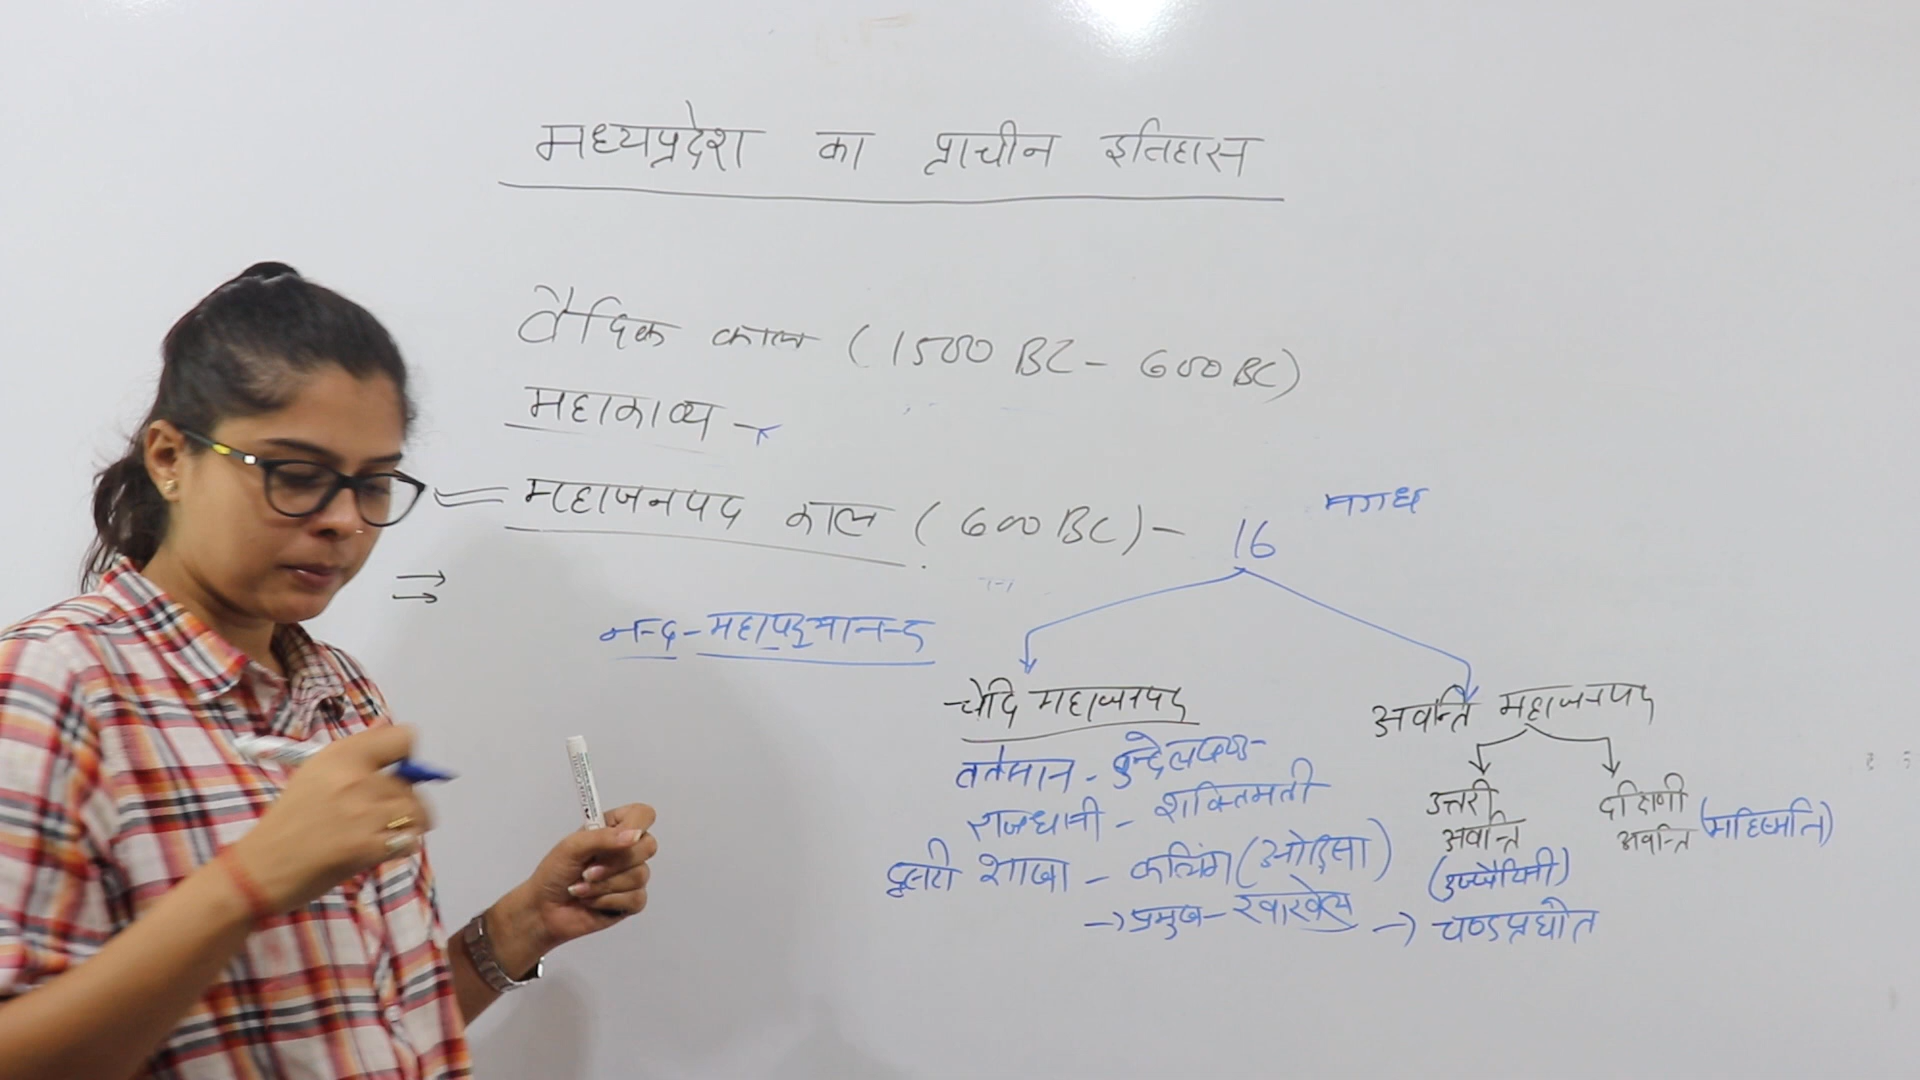 मध्यप्रदेश का प्राचीन इतिहास
वैदिक काल (1500 BC - 600 BC)
महाकाव्य -
महाजनपद काल (600 BC) - 16
मगध
नन्द - महापद्मानन्द
चेदि महाजनपद
वर्तमान - बुन्देलखण्ड
राजधानी - शक्तिमती
दूसरी शाखा - कलिंग (ओड़िसा)
→ प्रमुख - खारवेल
अवन्ति महाजनपद
उत्तरी
अवन्ति
(उज्जैयिनी)
→ चण्डप्रघोत
दक्षिणी
अवन्ति (माहिष्मति)